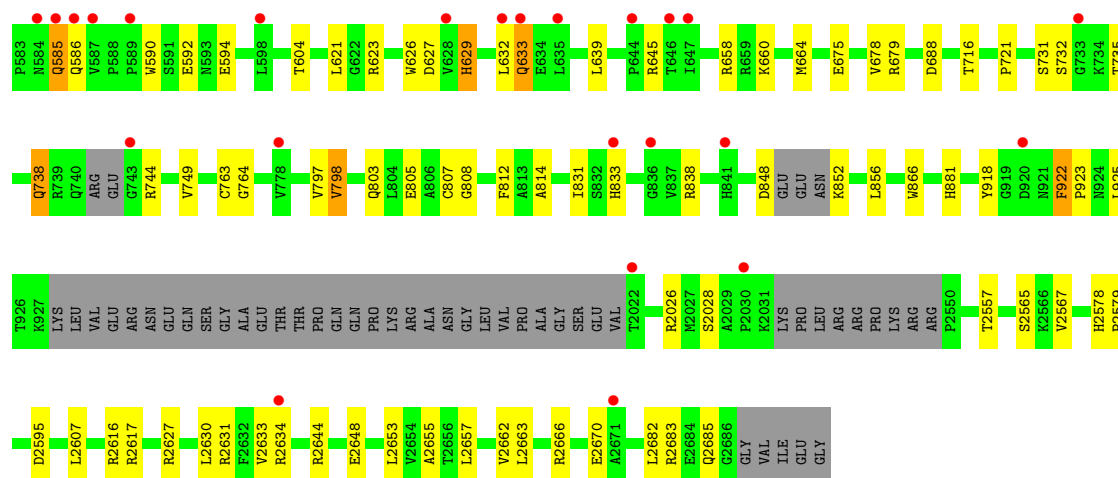 P583 N584 Q585 Q586 V587 P588 P589 W590 S591 E592 N593 E594 L598 T604 L621 G622 R623 W626 D627 V628 H629 L632 Q633 E634 L635 L639 P644 R645 T646 I647 R658 R659 K660 M664 E675 V678 R679 D688 T716 P721 S731 S732 G733 K734 T735
Q738 R739 Q740 ARG GLU G743 R744 V749 C763 G764 V778 V797 V798 Q803 L804 E805 A806 C807 G808 F812 A813 A814 I831 S832 H833 G836 V837 R838 H841 D848 GLU GLU ASN K852 L856 W866 H881 Y918 G919 D920 N921 F922 P923 N924 L925
T926 K927 LYS LEU VAL GLU ARG ASN GLU GLN SER GLY ALA GLU THR THR PRO GLN GLN PRO LYS ARG ALA ASN GLY LEU VAL PRO ALA GLY SER GLU VAL T2022 R2026 M2027 S2028 A2029 P2030 K2031 LYS PRO LEU ARG ARG PRO LYS ARG ARG P2550 T2557 S2565 K2566 V2567 H2578 P2579
D2595 L2607 R2616 R2617 R2627 L2630 R2631 F2632 V2633 R2634 R2644 E2648 L2653 V2654 A2655 T2656 L2657 V2662 L2663 R2666 E2670 A2671 L2682 R2683 E2684 Q2685 G2686 GLY VAL ILE GLU GLY